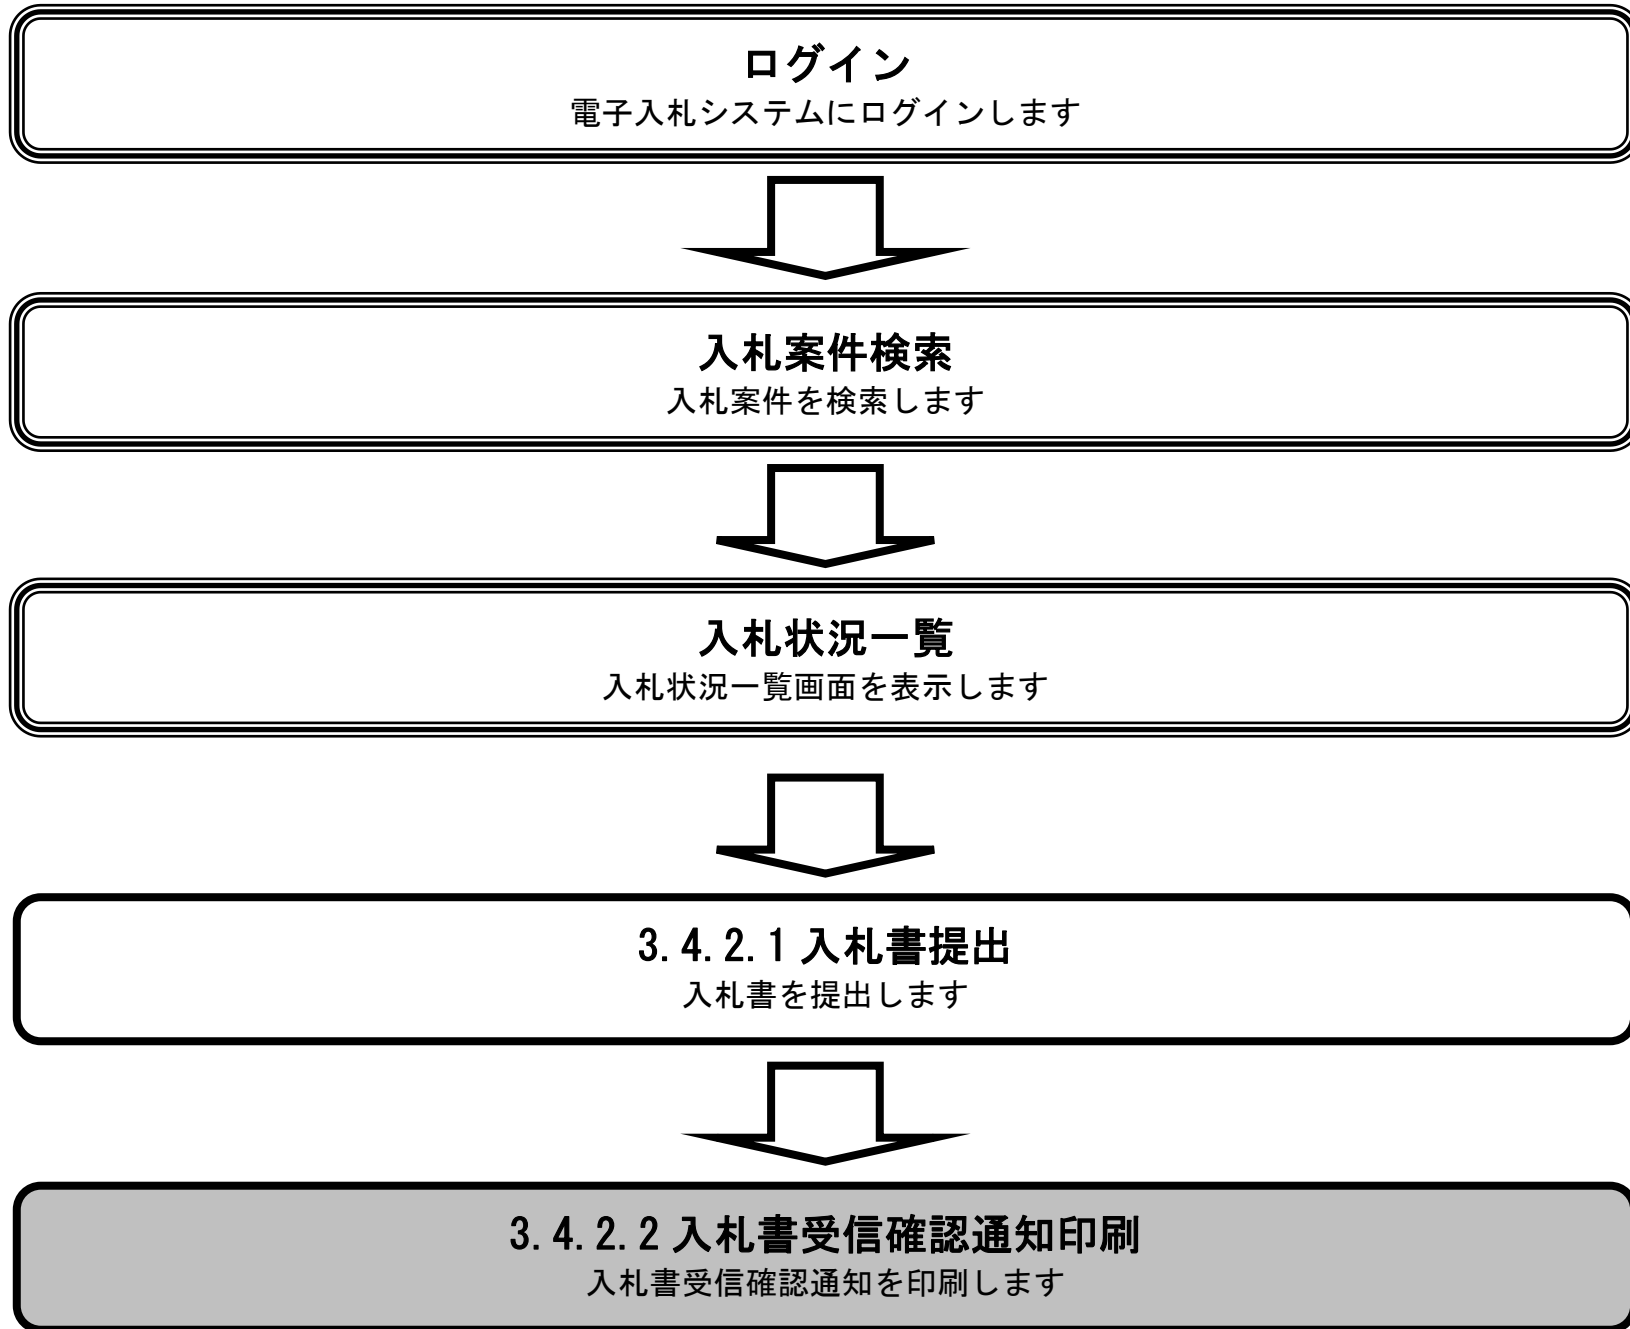 ログイン
電子入札システムにログインします
入札案件検索
入札案件を検索します
入札状況一覧
入札状況一覧画面を表示します
3.4.2.1 入札書提出
入札書を提出します
3.4.2.2 入札書受信確認通知印刷
入札書受信確認通知を印刷します